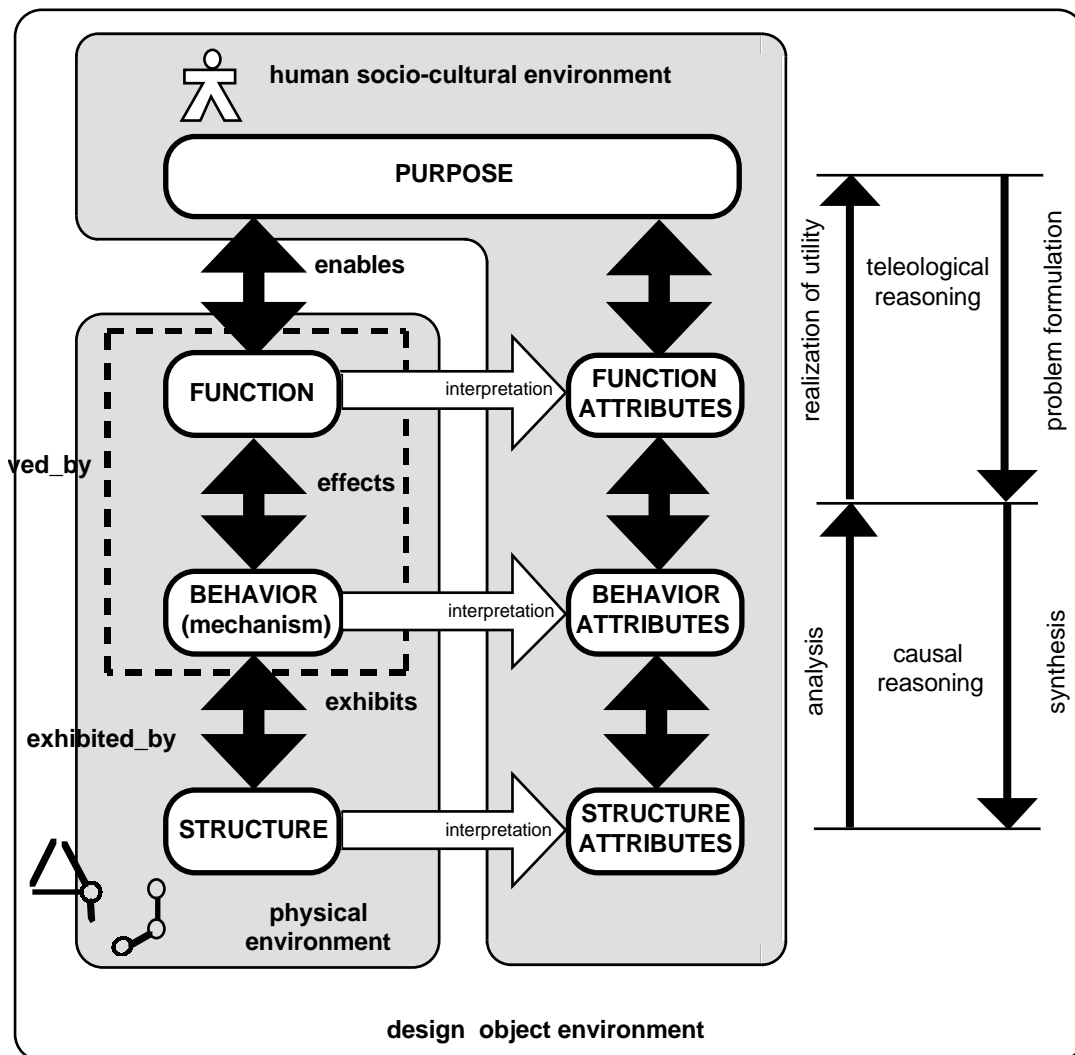 human socio-cultural environment
PURPOSE
enables
FUNCTION
interpretation
FUNCTION
ATTRIBUTES
ved_by
effects
BEHAVIOR
(mechanism)
interpretation
BEHAVIOR
ATTRIBUTES
exhibits
exhibited_by
STRUCTURE
interpretation
STRUCTURE
ATTRIBUTES
physical
environment
design object environment
realization of utility
teleological
reasoning
problem formulation
analysis
causal
reasoning
synthesis